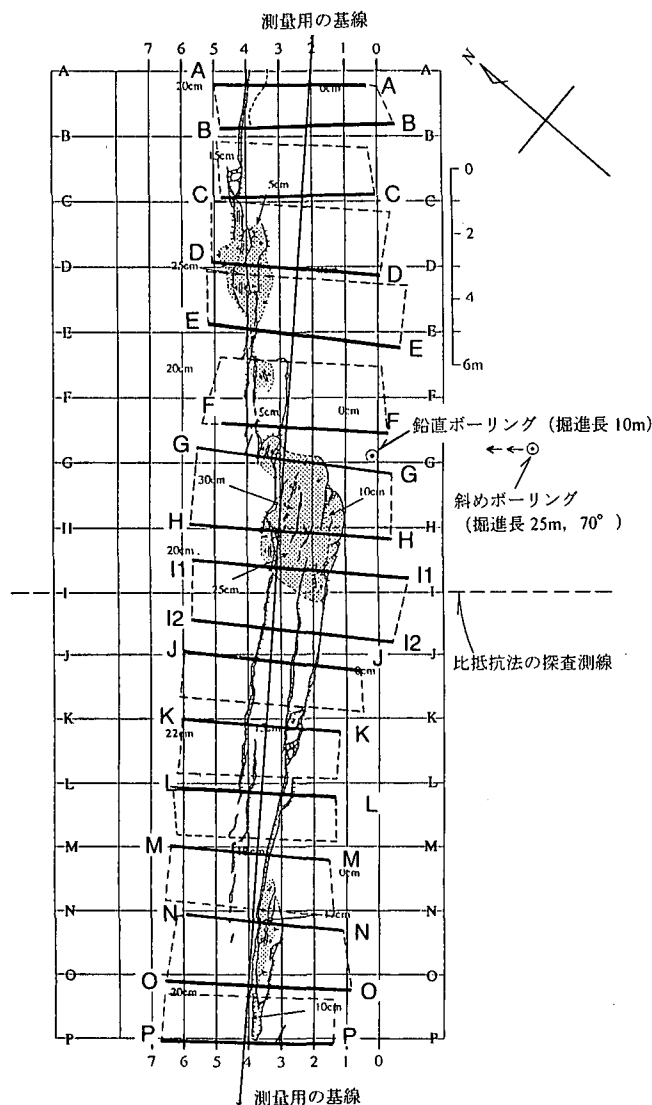 測量用の基線
7 6 5 4 3 2 1 0
A A
A A
20cm 0cm
B B
B B
15cm
5cm
C C
C C
D D
D D
25cm
E E
E
20cm
F F
F F
5cm 0cm
G G
G G
30cm 10cm
H
H H
20cm
I1 I1
25cm
I I
I2 I2
J J
J J
0cm
K K
K K
22cm
L L
L L
M M
M M
0cm
N N
N N
O O
O O
20cm
10cm
P P
P P
7 6 5 4 3 2 1 0
測量用の基線
N
0
2
4
6m
鉛直ボーリング (掘進長 10m)
斜めボーリング
(掘進長 25m, 70°)
比抵抗法の探査測線